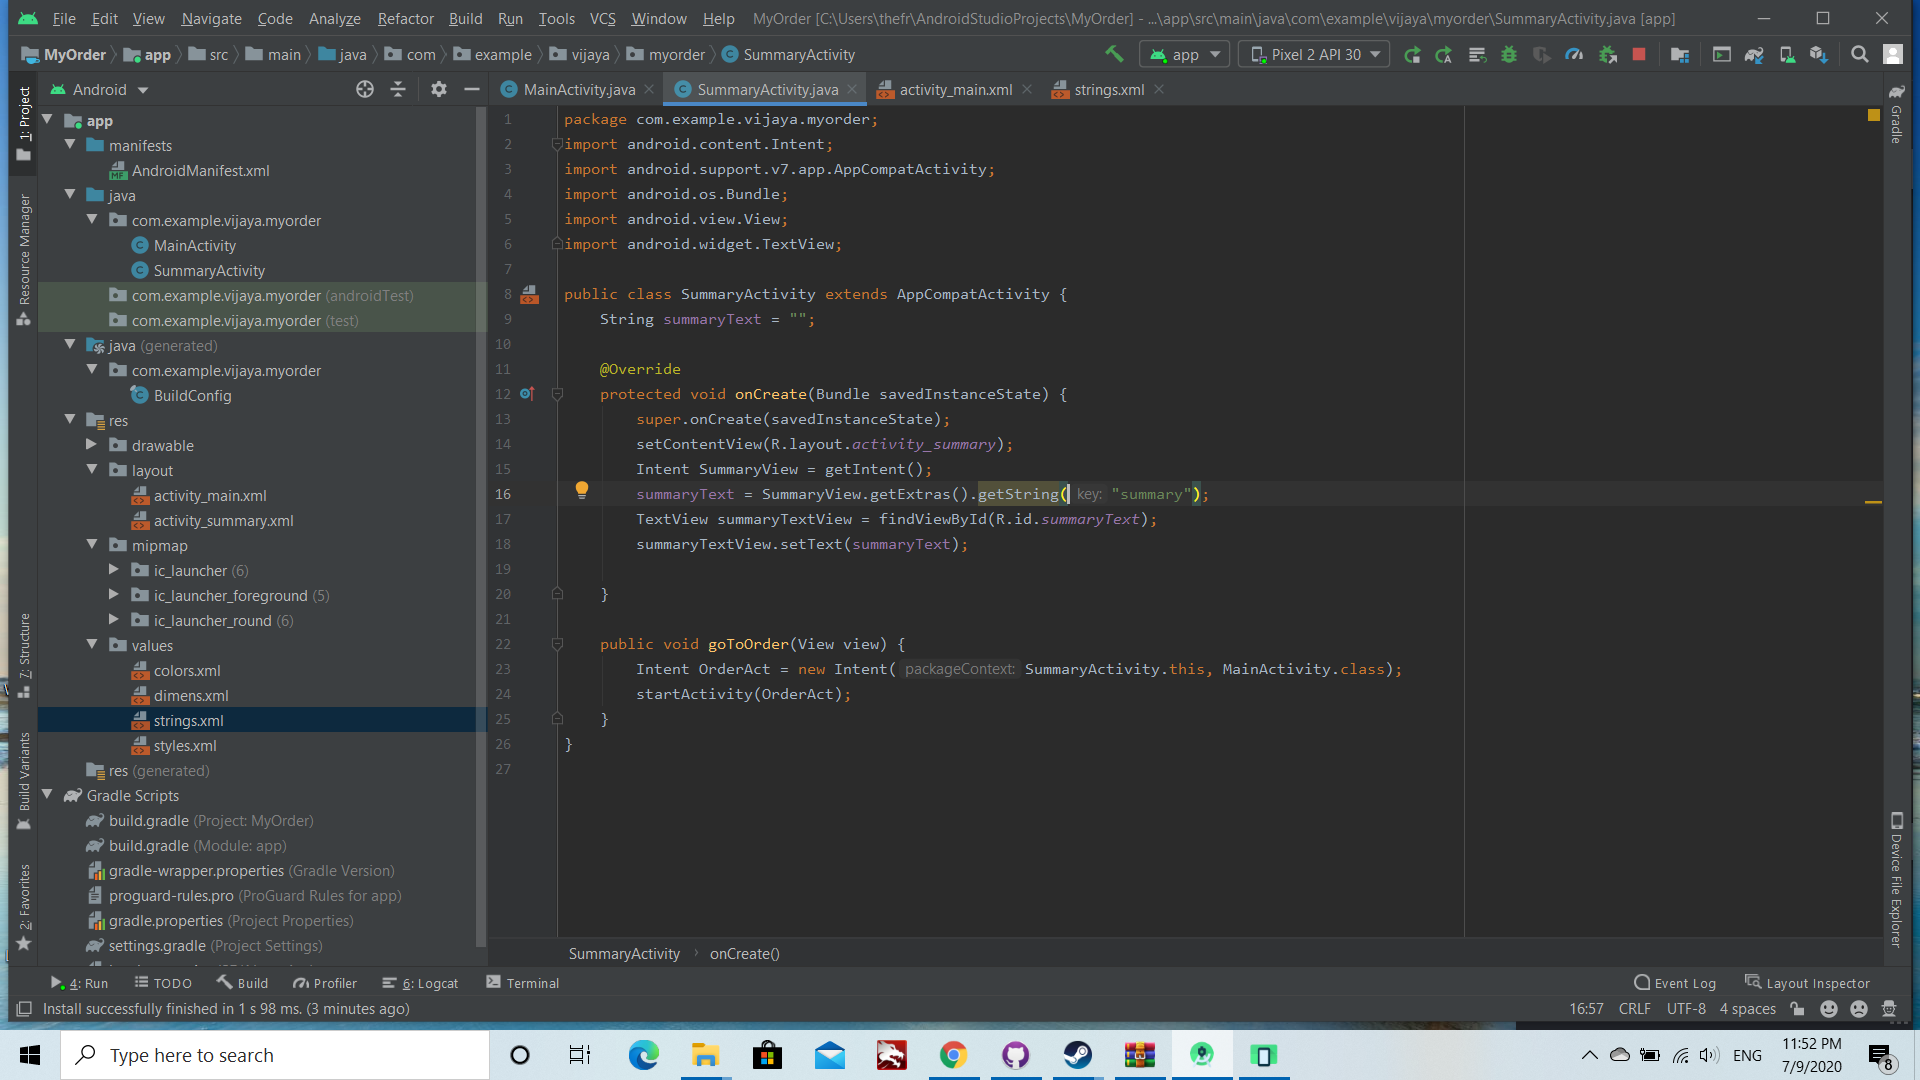 File Edit View Navigate Code Analyze Refactor Build Run Tools VCS Window Help MyOrder [C:\Users\thefr\AndroidStudioProjects\MyOrder] - ...\app\src\main\java\com\example\vijaya\myorder\SummaryActivity.java [app]
MyOrder app src main java com example vijaya myorder SummaryActivity app Pixel 2 API 30
Android
MainActivity.java SummaryActivity.java activity_main.xml strings.xml
1: Project
Resource Manager
7: Structure
Build Variants
2: Favorites
app
manifests
AndroidManifest.xml
java
com.example.vijaya.myorder
MainActivity
SummaryActivity
com.example.vijaya.myorder (androidTest)
com.example.vijaya.myorder (test)
java (generated)
com.example.vijaya.myorder
BuildConfig
res
drawable
layout
activity_main.xml
activity_summary.xml
mipmap
ic_launcher (6)
ic_launcher_foreground (5)
ic_launcher_round (6)
values
colors.xml
dimens.xml
strings.xml
styles.xml
res (generated)
Gradle Scripts
build.gradle (Project: MyOrder)
build.gradle (Module: app)
gradle-wrapper.properties (Gradle Version)
proguard-rules.pro (ProGuard Rules for app)
gradle.properties (Project Properties)
settings.gradle (Project Settings)
1 package com.example.vijaya.myorder;
2 import android.content.Intent;
3 import android.support.v7.app.AppCompatActivity;
4 import android.os.Bundle;
5 import android.view.View;
6 import android.widget.TextView;
7
8 public class SummaryActivity extends AppCompatActivity {
9 String summaryText = "";
10
11 @Override
12 protected void onCreate(Bundle savedInstanceState) {
13 super.onCreate(savedInstanceState);
14 setContentView(R.layout.activity_summary);
15 Intent SummaryView = getIntent();
16 summaryText = SummaryView.getExtras().getString( key: "summary");
17 TextView summaryTextView = findViewById(R.id.summaryText);
18 summaryTextView.setText(summaryText);
19
20 }
21
22 public void goToOrder(View view) {
23 Intent OrderAct = new Intent( packageContext: SummaryActivity.this, MainActivity.class);
24 startActivity(OrderAct);
25 }
26 }
27
Gradle
Device File Explorer
SummaryActivity onCreate()
4: Run TODO Build Profiler 6: Logcat Terminal Event Log Layout Inspector
Install successfully finished in 1 s 98 ms. (3 minutes ago) 16:57 CRLF UTF-8 4 spaces
Type here to search ENG 11:52 PM
7/9/2020
8